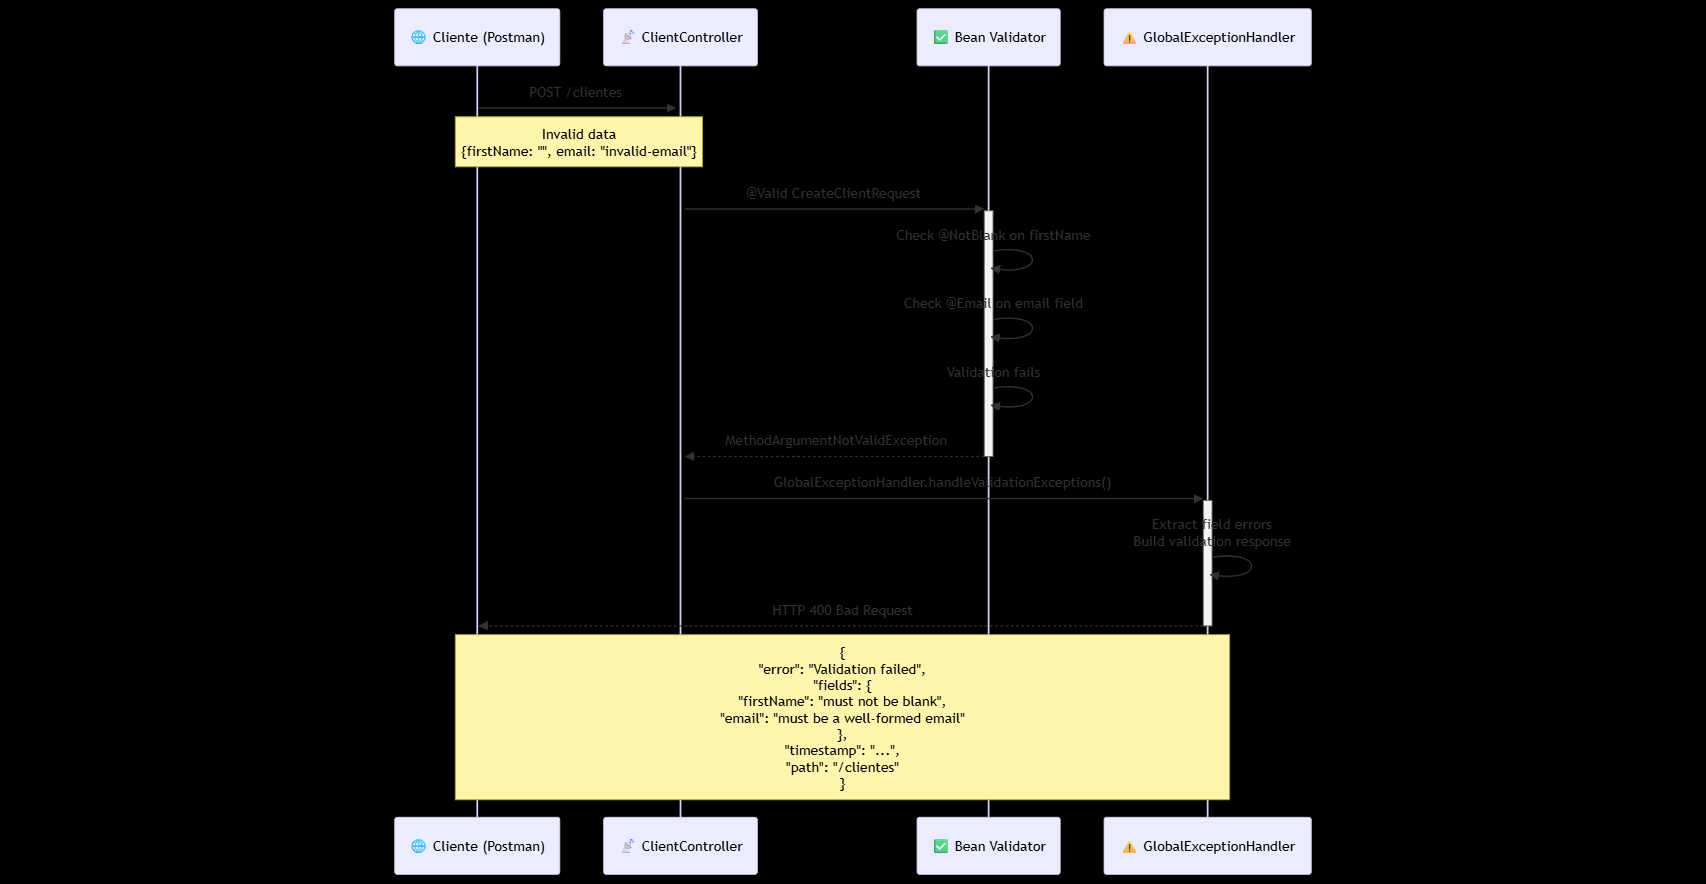 🌐 Cliente (Postman)
📡 ClientController
✅ Bean Validator
⚠️ GlobalExceptionHandler
POST /clientes
Invalid data
{firstName: "", email: "invalid-email"}
@Valid CreateClientRequest
Check @NotBlank on firstName
Check @Email on email field
Validation fails
MethodArgumentNotValidException
GlobalExceptionHandler.handleValidationExceptions()
Extract field errors
Build validation response
HTTP 400 Bad Request
{
"error": "Validation failed",
"fields": {
"firstName": "must not be blank",
"email": "must be a well-formed email"
},
"timestamp": "...",
"path": "/clientes"
}
🌐 Cliente (Postman)
📡 ClientController
✅ Bean Validator
⚠️ GlobalExceptionHandler